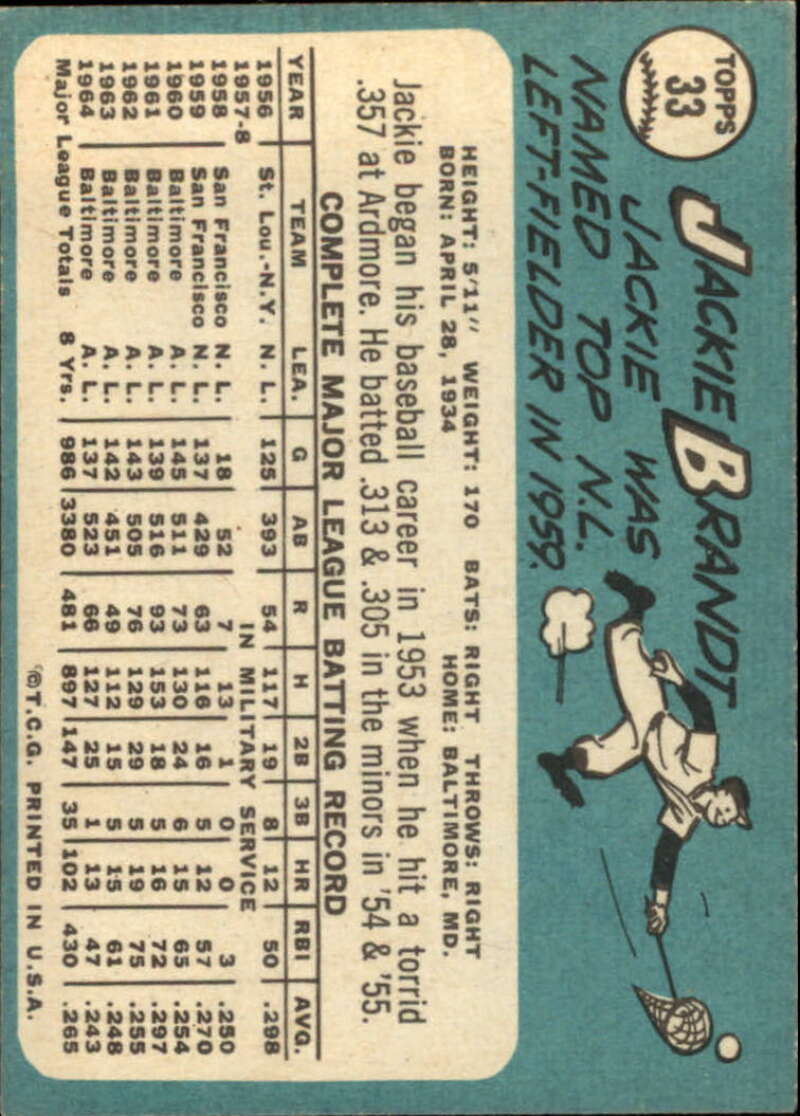 TOPPS
33
JACKIE BRANDT
JACKIE WAS
NAMED TOP N.L.
LEFT-FIELDER IN 1959.
HEIGHT: 5'11" WEIGHT: 170 BATS: RIGHT THROWS: RIGHT
BORN: APRIL 28, 1934 HOME: BALTIMORE, MD.
Jackie began his baseball career in 1953 when he hit a torrid
.357 at Ardmore. He batted .313 & .305 in the minors in '54 & '55.
COMPLETE MAJOR LEAGUE BATTING RECORD
YEAR TEAM LEA. G AB R H 2B 3B HR RBI AVG.
1956 St. Lou.-N.Y. N. L. 125 393 54 117 19 8 12 50 .298
1957-8 IN MILITARY SERVICE
1958 San Francisco N. L. 18 52 7 13 1 0 0 3 .250
1959 San Francisco N. L. 137 429 63 116 16 5 12 57 .270
1960 Baltimore A. L. 145 511 73 130 24 6 15 65 .254
1961 Baltimore A. L. 139 516 93 153 18 5 16 72 .297
1962 Baltimore A. L. 143 505 76 129 29 5 19 75 .255
1963 Baltimore A. L. 142 451 49 112 15 5 15 61 .248
1964 Baltimore A. L. 137 523 66 127 25 1 13 47 .243
Major League Totals 8 Yrs. 986 3380 481 897 147 35 102 430 .265
©T.C.G. PRINTED IN U.S.A.